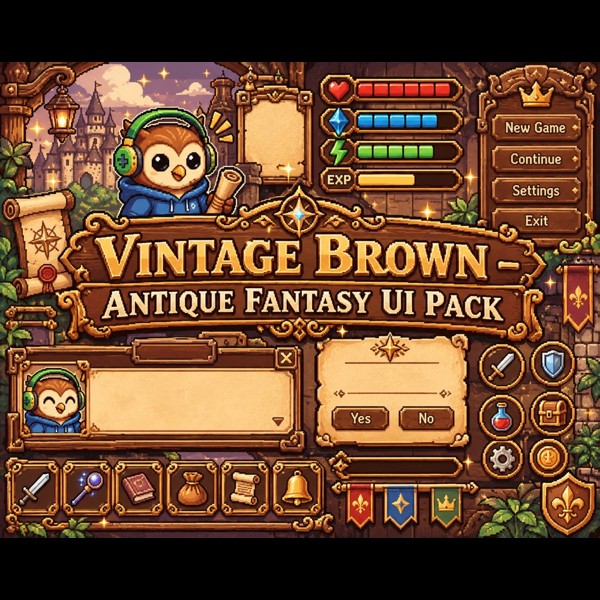 EXP
New Game
Continue
Settings
Exit
VINTAGE BROWN –
ANTIQUE FANTASY UI PACK
Yes
No